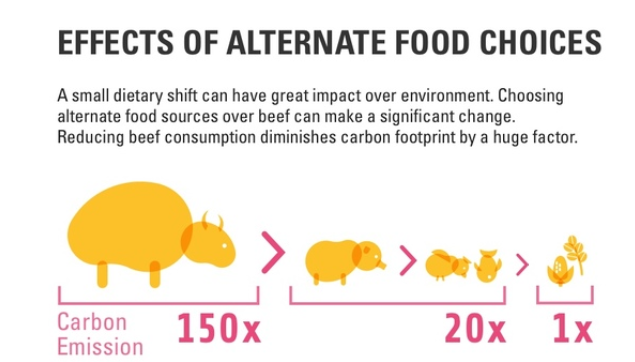 EFFECTS OF ALTERNATE FOOD CHOICES
A small dietary shift can have great impact over environment. Choosing
alternate food sources over beef can make a significant change.
Reducing beef consumption diminishes carbon footprint by a huge factor.
Carbon
Emission
150x
20x
1x